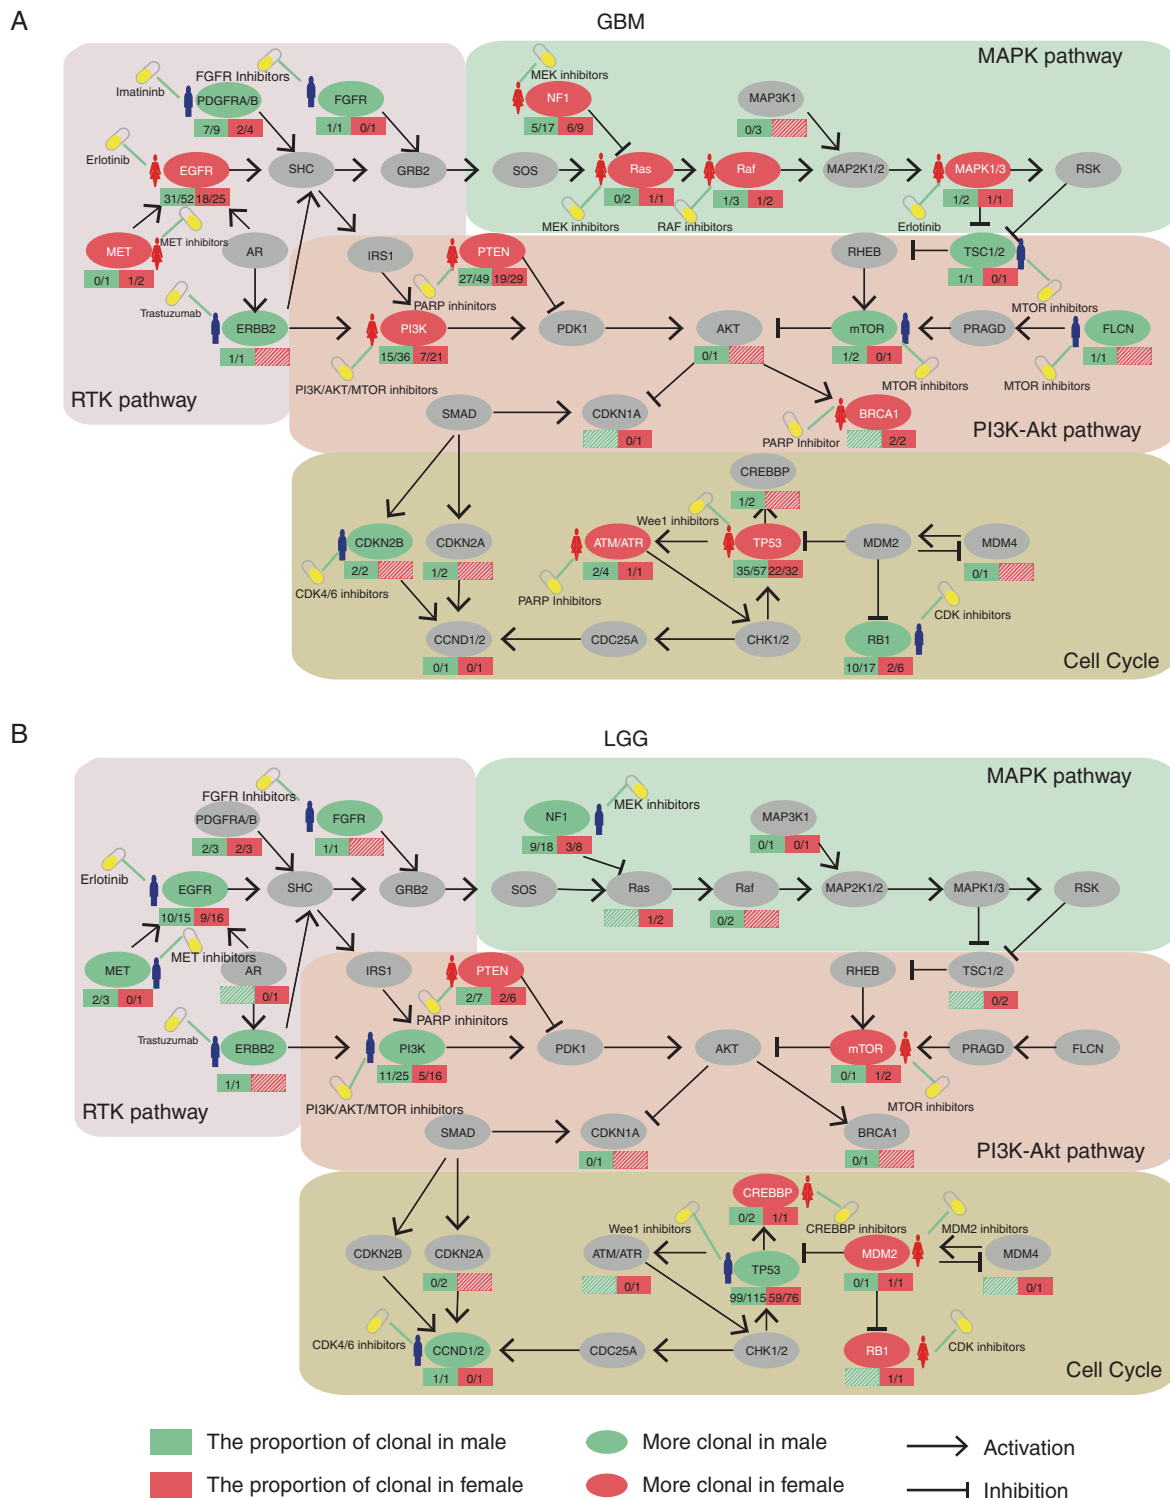 A
GBM
MAPK pathway
FGFR Inhibitors
Imatininb
PDGFRA/B
7/9 2/4
FGFR
1/1 0/1
MEK inhibitors
NF1
5/17 6/9
MAP3K1
0/3
Erlotinib
EGFR
31/52 18/25
SHC
GRB2
SOS
Ras
0/2 1/1
Raf
1/3 1/2
MAP2K1/2
MAPK1/3
1/2 1/1
RSK
MEK inhibitors
RAF inhibitors
Erlotinib
MET inhibitors
MET
0/1 1/2
AR
IRS1
PTEN
27/49 19/29
PARP inhinitors
RHEB
TSC1/2
1/1 0/1
MTOR inhibitors
Trastuzumab
ERBB2
1/1
PI3K
15/36 7/21
PDK1
AKT
0/1
mTOR
1/2 0/1
PRAGD
FLCN
1/1
PI3K/AKT/MTOR inhibitors
MTOR inhibitors
MTOR inhibitors
RTK pathway
SMAD
CDKN1A
0/1
BRCA1
2/2
PARP Inhibitor
PI3K-Akt pathway
CREBBP
1/2
Wee1 inhibitors
CDKN2B
2/2
CDKN2A
1/2
ATM/ATR
2/4 1/1
TP53
35/57 22/32
MDM2
MDM4
0/1
CDK4/6 inhibitors
PARP Inhibitors
CDK inhibitors
CCND1/2
0/1 0/1
CDC25A
CHK1/2
RB1
10/17 2/6
Cell Cycle
B
LGG
MAPK pathway
FGFR Inhibitors
PDGFRA/B
2/3 2/3
FGFR
1/1
NF1
9/18 3/8
MEK inhibitors
MAP3K1
0/1 0/1
Erlotinib
EGFR
10/15 9/16
SHC
GRB2
SOS
Ras
1/2
Raf
0/2
MAP2K1/2
MAPK1/3
RSK
MET inhibitors
MET
2/3 0/1
AR
0/1
IRS1
PTEN
2/7 2/6
PARP inhinitors
RHEB
TSC1/2
0/2
Trastuzumab
ERBB2
1/1
PI3K
11/25 5/16
PDK1
AKT
mTOR
0/1 1/2
PRAGD
FLCN
PI3K/AKT/MTOR inhibitors
MTOR inhibitors
RTK pathway
SMAD
CDKN1A
0/1
BRCA1
0/1
PI3K-Akt pathway
CREBBP
0/2 1/1
Wee1 inhibitors
CREBBP inhibitors
MDM2 inhibitors
CDKN2B
CDKN2A
0/2
ATM/ATR
0/1
TP53
99/115 59/76
MDM2
0/1 1/1
MDM4
0/1
CDK4/6 inhibitors
CCND1/2
1/1 0/1
CDC25A
CHK1/2
RB1
1/1
CDK inhibitors
Cell Cycle
The proportion of clonal in male
More clonal in male
Activation
The proportion of clonal in female
More clonal in female
Inhibition